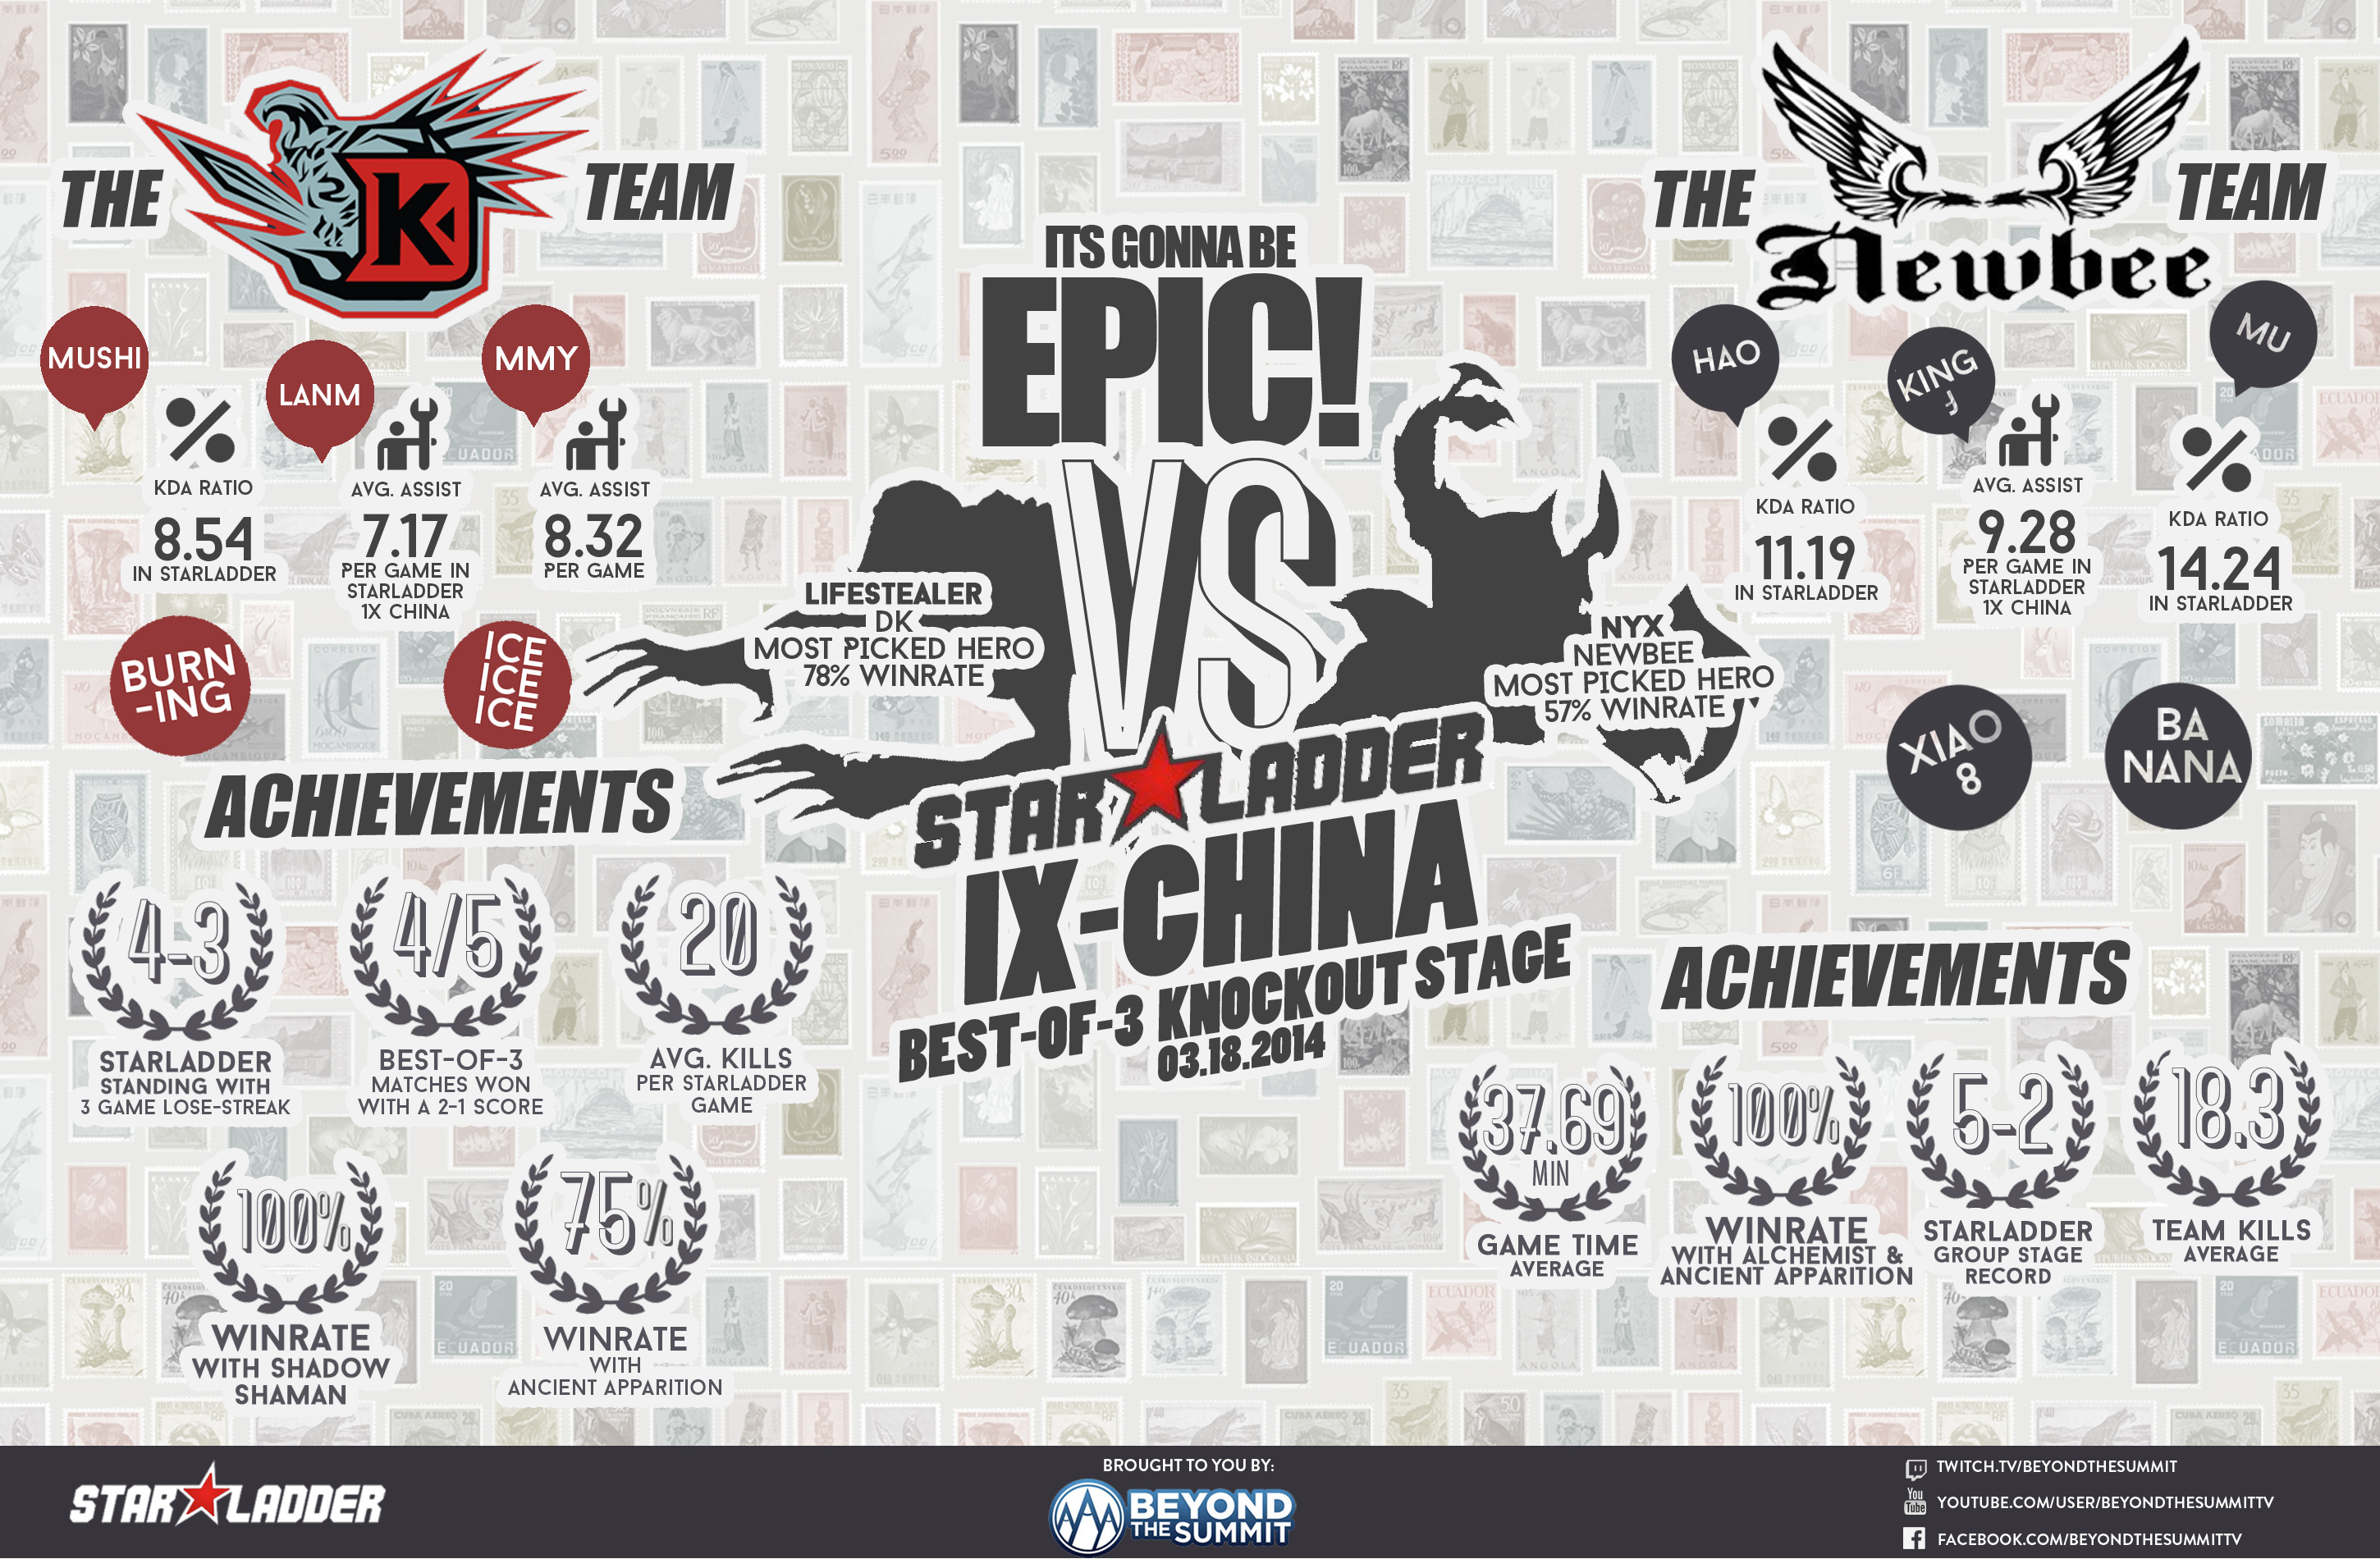 THE
K
TEAM
MUSHI
KDA RATIO
8.54
IN STARLADDER
LANM
AVG. ASSIST
7.17
PER GAME IN
STARLADDER
1X CHINA
MMY
AVG. ASSIST
8.32
PER GAME
BURN
-ING
ICE
ICE
ICE
ACHIEVEMENTS
4-3
STARLADDER
STANDING WITH
3 GAME LOSE-STREAK
4/5
BEST-OF-3
MATCHES WON
WITH A 2-1 SCORE
20
AVG. KILLS
PER STARLADDER
GAME
100%
WINRATE
WITH SHADOW
SHAMAN
75%
WINRATE
WITH
ANCIENT APPARITION
ITS GONNA BE
EPIC!
VS
LIFESTEALER
DK
MOST PICKED HERO
78% WINRATE
NYX
NEWBEE
MOST PICKED HERO
57% WINRATE
STAR LADDER
IX-CHINA
BEST-OF-3 KNOCKOUT STAGE
03.18.2014
THE
Newbee
TEAM
HAO
KDA RATIO
11.19
IN STARLADDER
KING
J
AVG. ASSIST
9.28
PER GAME IN
STARLADDER
1X CHINA
MU
KDA RATIO
14.24
IN STARLADDER
XIAO
8
BA
NANA
ACHIEVEMENTS
37.69
MIN
GAME TIME
AVERAGE
100%
WINRATE
WITH ALCHEMIST &
ANCIENT APPARITION
5-2
STARLADDER
GROUP STAGE
RECORD
18.3
TEAM KILLS
AVERAGE
STAR LADDER
BROUGHT TO YOU BY:
BEYOND
THE SUMMIT
TWITCH.TV/BEYONDTHESUMMIT
You
Tube
YOUTUBE.COM/USER/BEYONDTHESUMMITTV
FACEBOOK.COM/BEYONDTHESUMMITTV